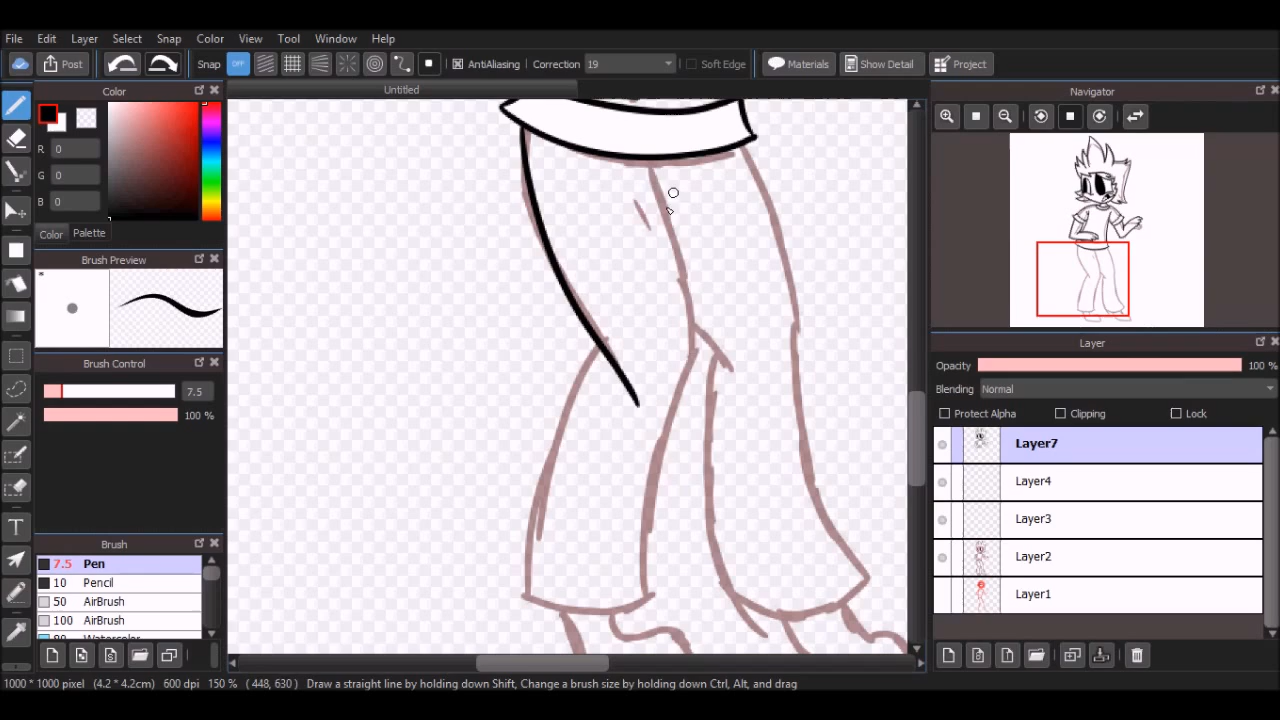 File Edit Layer Select Snap Color View Tool Window Help
Post Snap OFF AntiAliasing Correction 19 Soft Edge Materials Show Detail Project
Color
R 0
G 0
B 0
Color Palette
Brush Preview
*
Brush Control
7.5
100 %
Brush
7.5 Pen
10 Pencil
50 AirBrush
100 AirBrush
Untitled
Navigator
Layer
Opacity 100 %
Blending Normal
Protect Alpha Clipping Lock
Layer7
Layer4
Layer3
Layer2
Layer1
1000 * 1000 pixel (4.2 * 4.2cm) 600 dpi 150 % ( 448, 630 ) Draw a straight line by holding down Shift, Change a brush size by holding down Ctrl, Alt, and drag